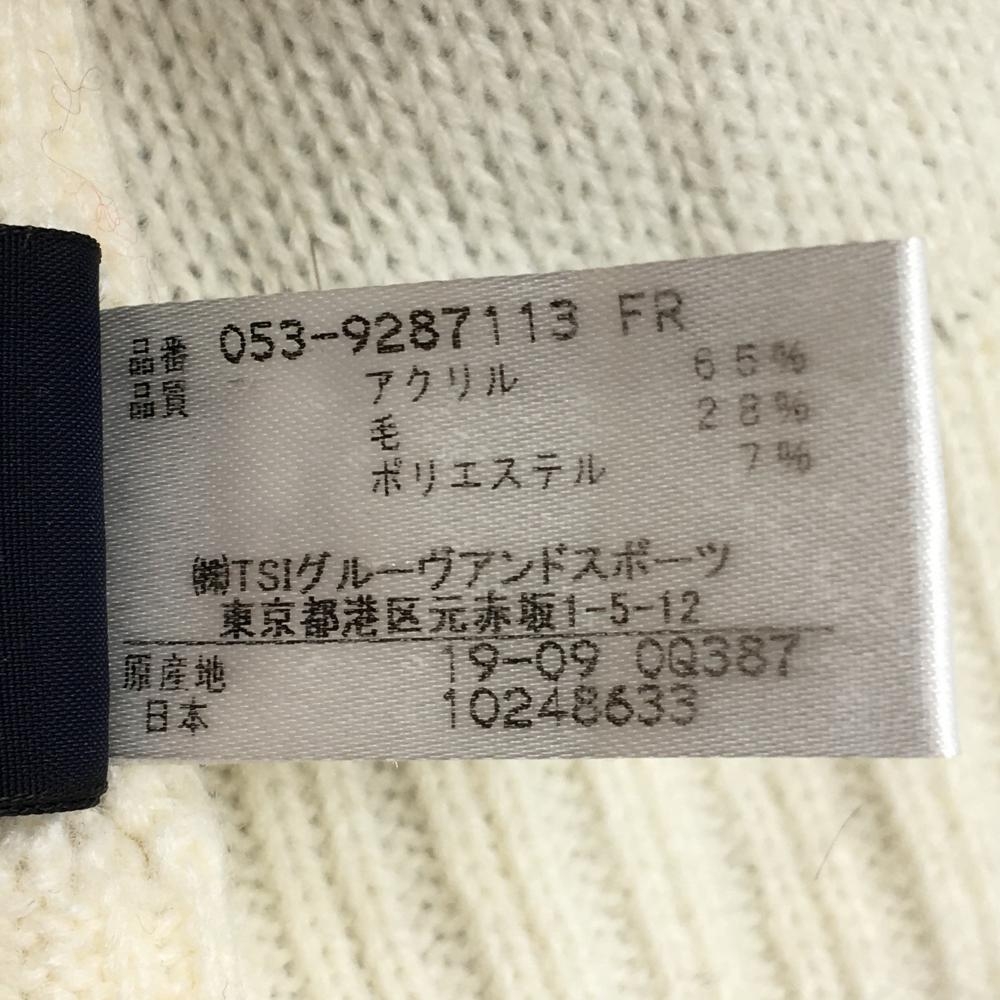 品番 053-9287113 FR
品質 アクリル 65%
毛 28%
ポリエステル 7%
㈱TSIグルーヴアンドスポーツ
東京都港区元赤坂1-5-12
原産地 19-09 0Q387
日本 10248633